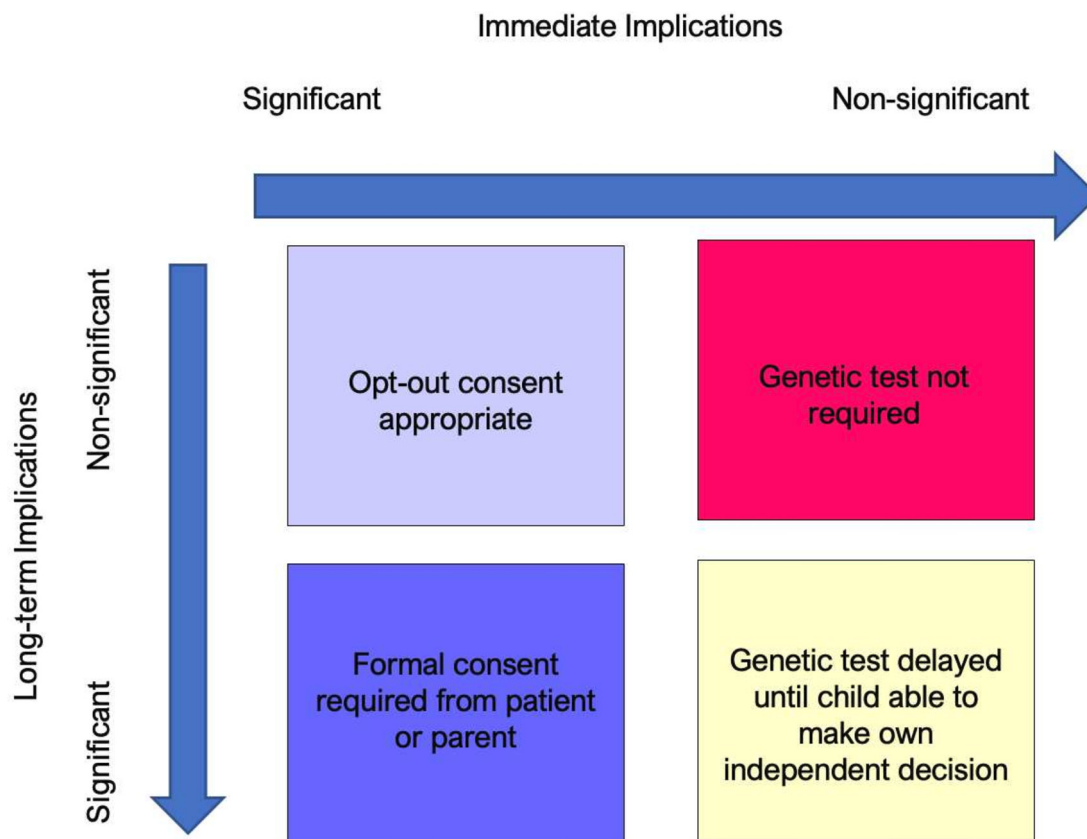 Immediate Implications
Significant
Non-significant
Long-term Implications
Non-significant
Significant
Opt-out consent
appropriate
Genetic test not
required
Formal consent
required from patient
or parent
Genetic test delayed
until child able to
make own
independent decision